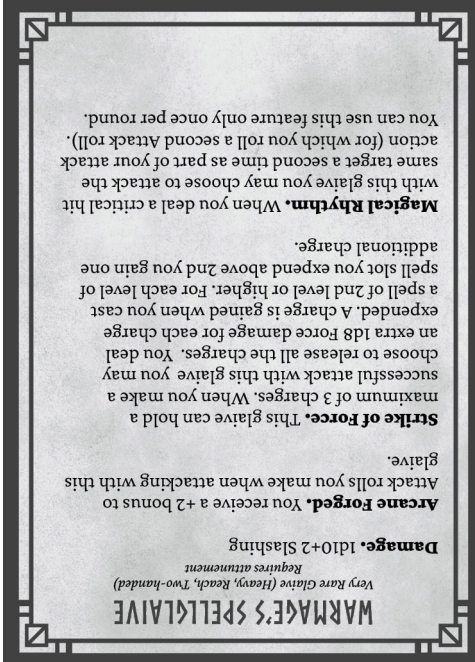 WARMAGE'S SPELLGLAIVE
Very Rare Glaive (Heavy, Reach, Two-handed)
Requires attunement
Damage. 1d10+2 Slashing
Arcane Forged. You receive a +2 bonus to
Attack rolls you make when attacking with this
glaive.
Strike of Force. This glaive can hold a
maximum of 3 charges. When you make a
successful attack with this glaive you may
choose to release all the charges. You deal
an extra 1d8 Force damage for each charge
expended. A charge is gained when you cast
a spell of 2nd level or higher. For each level of
spell slot you expend above 2nd you gain one
additional charge.
Magical Rhythm. When you deal a critical hit
with this glaive you may choose to attack the
same target a second time as part of your attack
action (for which you roll a second Attack roll).
You can use this feature only once per round.